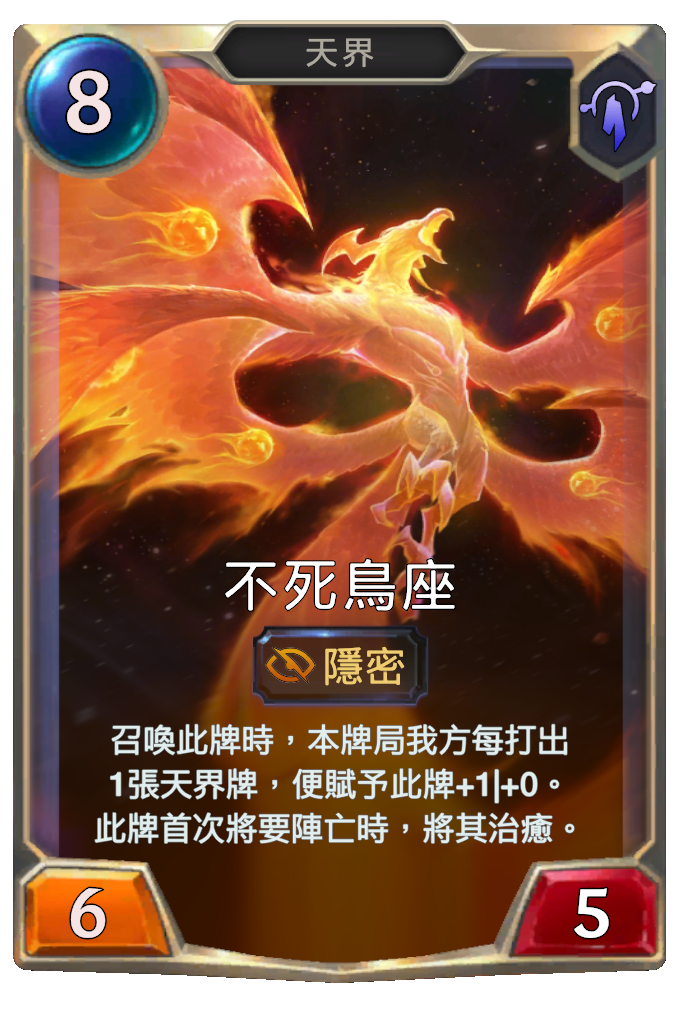 天界
8
不死鳥座
隱密
召喚此牌時，本牌局我方每打出
1張天界牌，便賦予此牌+1|+0。
此牌首次將要陣亡時，將其治癒。
6
5